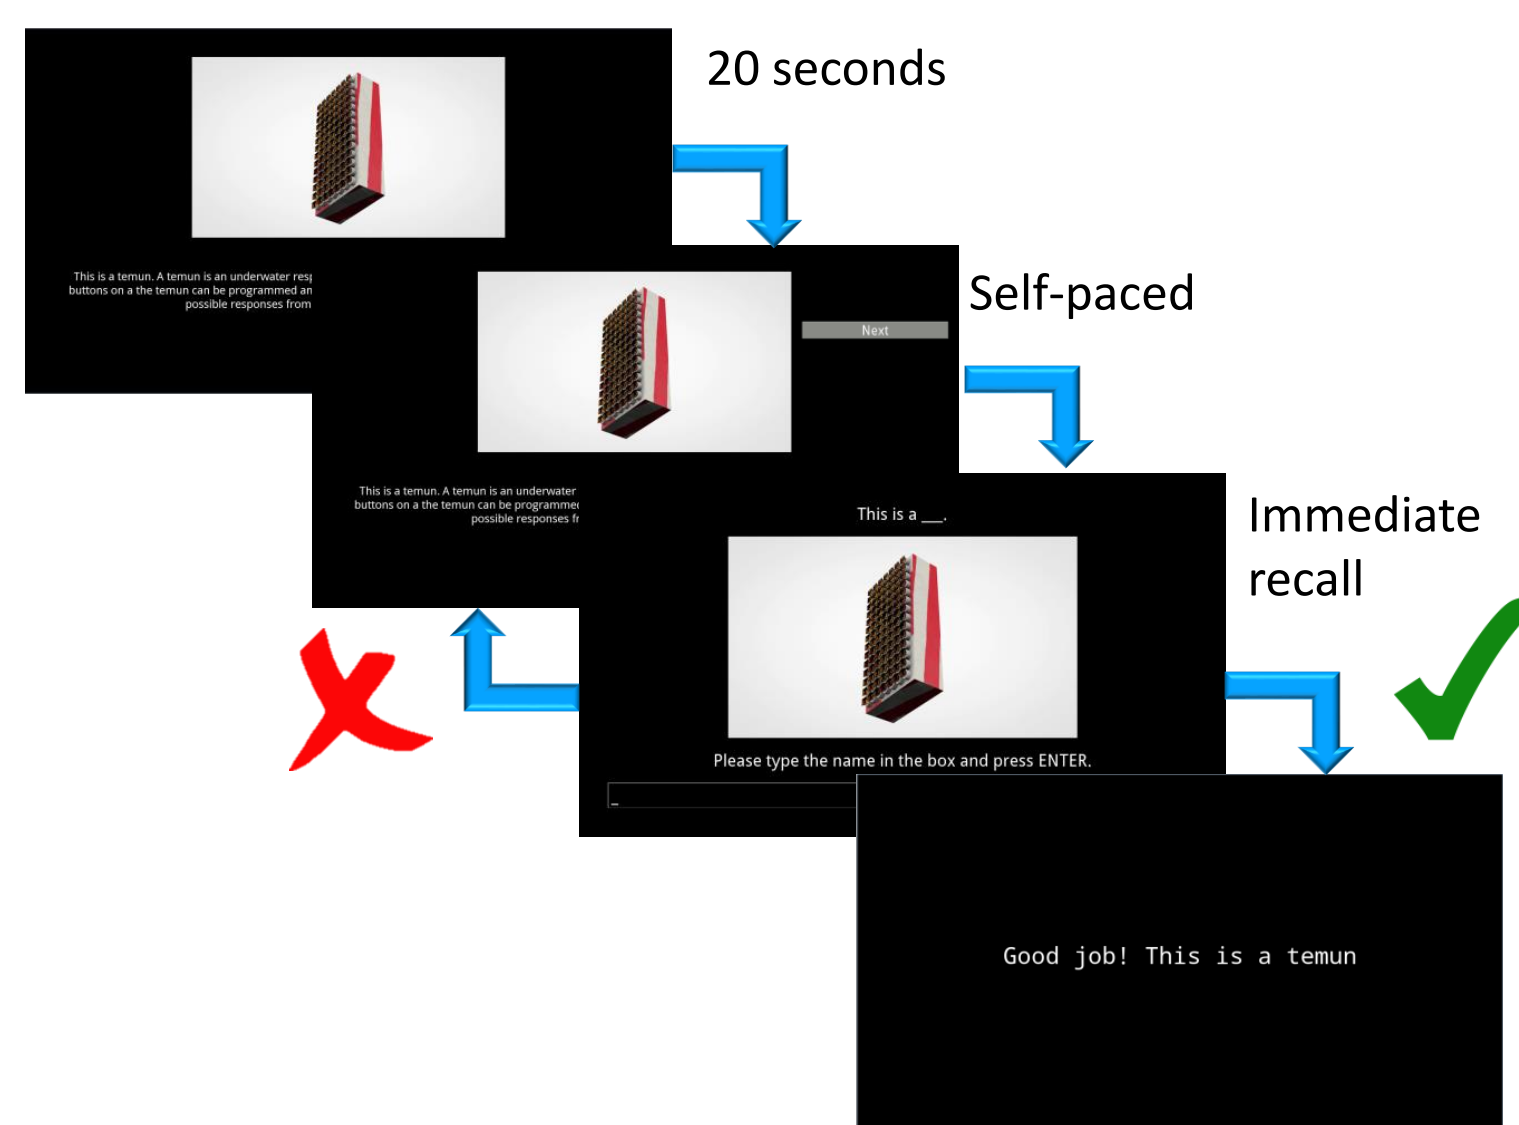 20 seconds
This is a temun. A temun is an underwater
buttons on a the temun can be programmed an
possible responses from
Self-paced
Next
This is a temun. A temun is an underwater
buttons on a the temun can be programmed
possible responses
Immediate
recall
This is a ___.
Please type the name in the box and press ENTER.
_
Good job! This is a temun